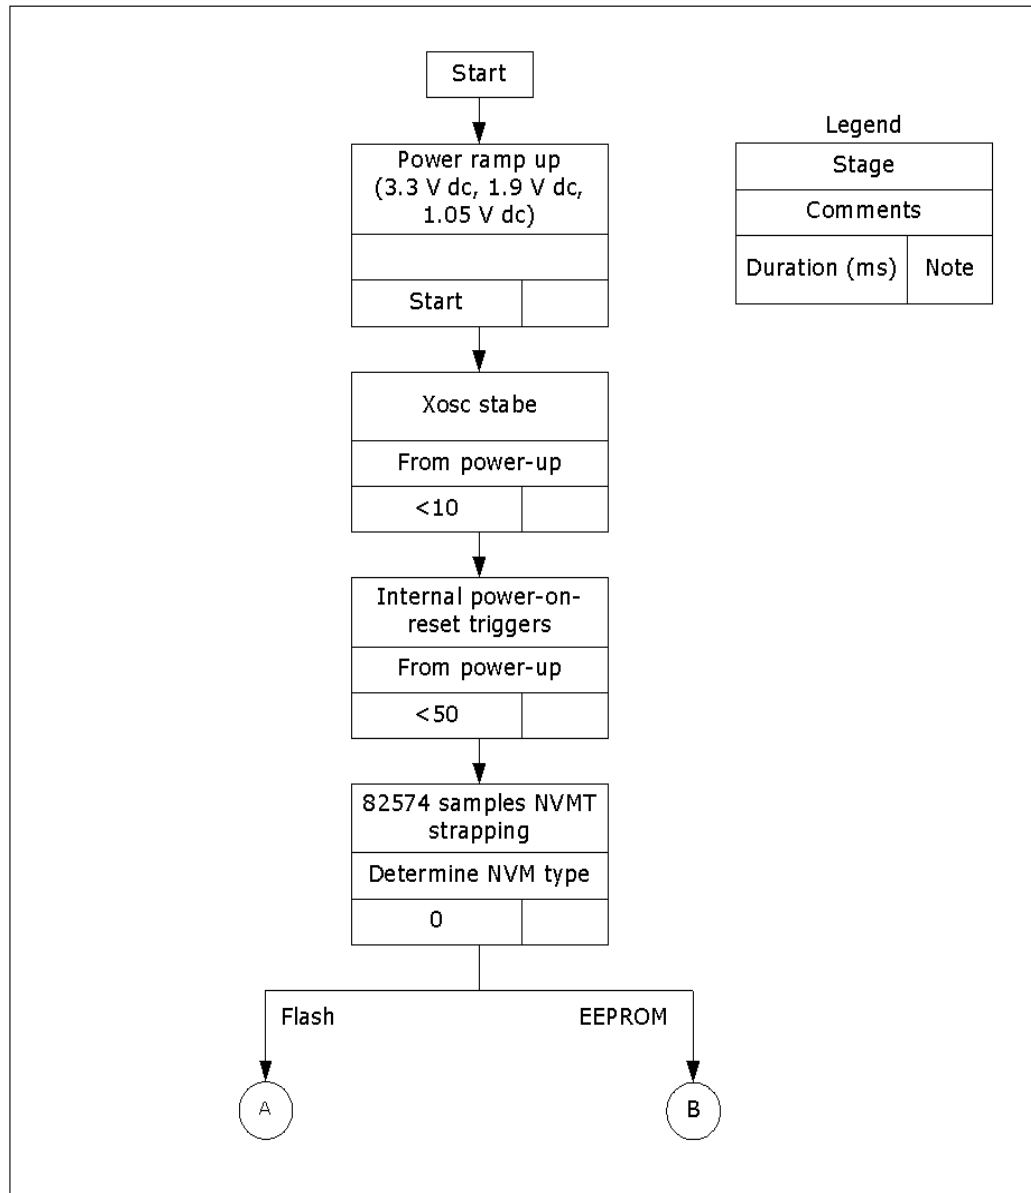 Start
Power ramp up
(3.3 V dc, 1.9 V dc,
1.05 V dc)
Start
Legend
Stage
Comments
Duration (ms) Note
Xosc stabe
From power-up
<10
Internal power-on-
reset triggers
From power-up
<50
82574 samples NVMT
strapping
Determine NVM type
0
Flash
EEPROM
A
B